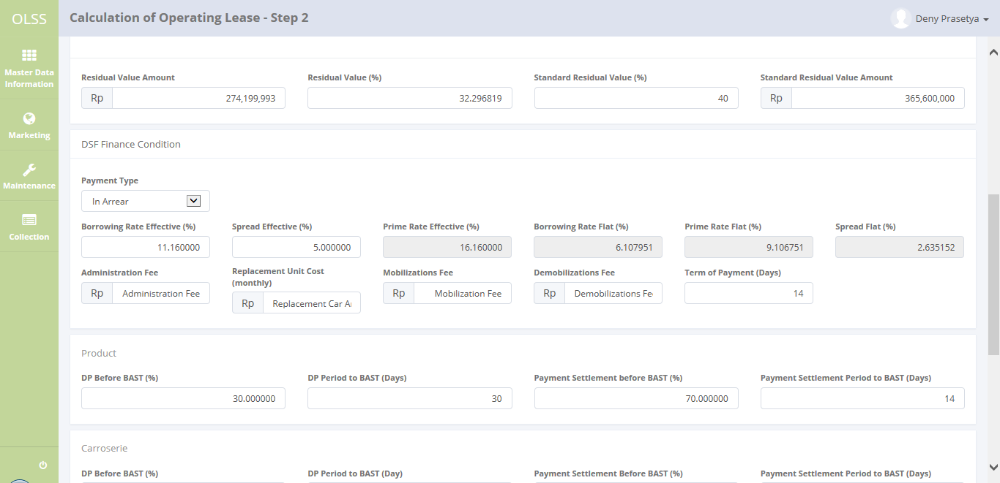 OLSS
Calculation of Operating Lease - Step 2
Deny Prasetya
Master Data
Information
Marketing
Maintenance
Collection
Residual Value Amount
Residual Value (%)
Standard Residual Value (%)
Standard Residual Value Amount
Rp 274,199,993
32.296819
40
Rp 365,600,000
DSF Finance Condition
Payment Type
In Arrear
Borrowing Rate Effective (%)
Spread Effective (%)
Prime Rate Effective (%)
Borrowing Rate Flat (%)
Prime Rate Flat (%)
Spread Flat (%)
11.160000
5.000000
16.160000
6.107951
9.106751
2.635152
Administration Fee
Replacement Unit Cost
(monthly)
Mobilizations Fee
Demobilizations Fee
Term of Payment (Days)
Rp Administration Fee
Rp Replacement Car A
Rp Mobilization Fee
Rp Demobilizations Fe
14
Product
DP Before BAST (%)
DP Period to BAST (Days)
Payment Settlement before BAST (%)
Payment Settlement Period to BAST (Days)
30.000000
30
70.000000
14
Carroserie
DP Before BAST (%)
DP Period to BAST (Day)
Payment Settlement Before BAST (%)
Payment Settlement Period to BAST (Days)